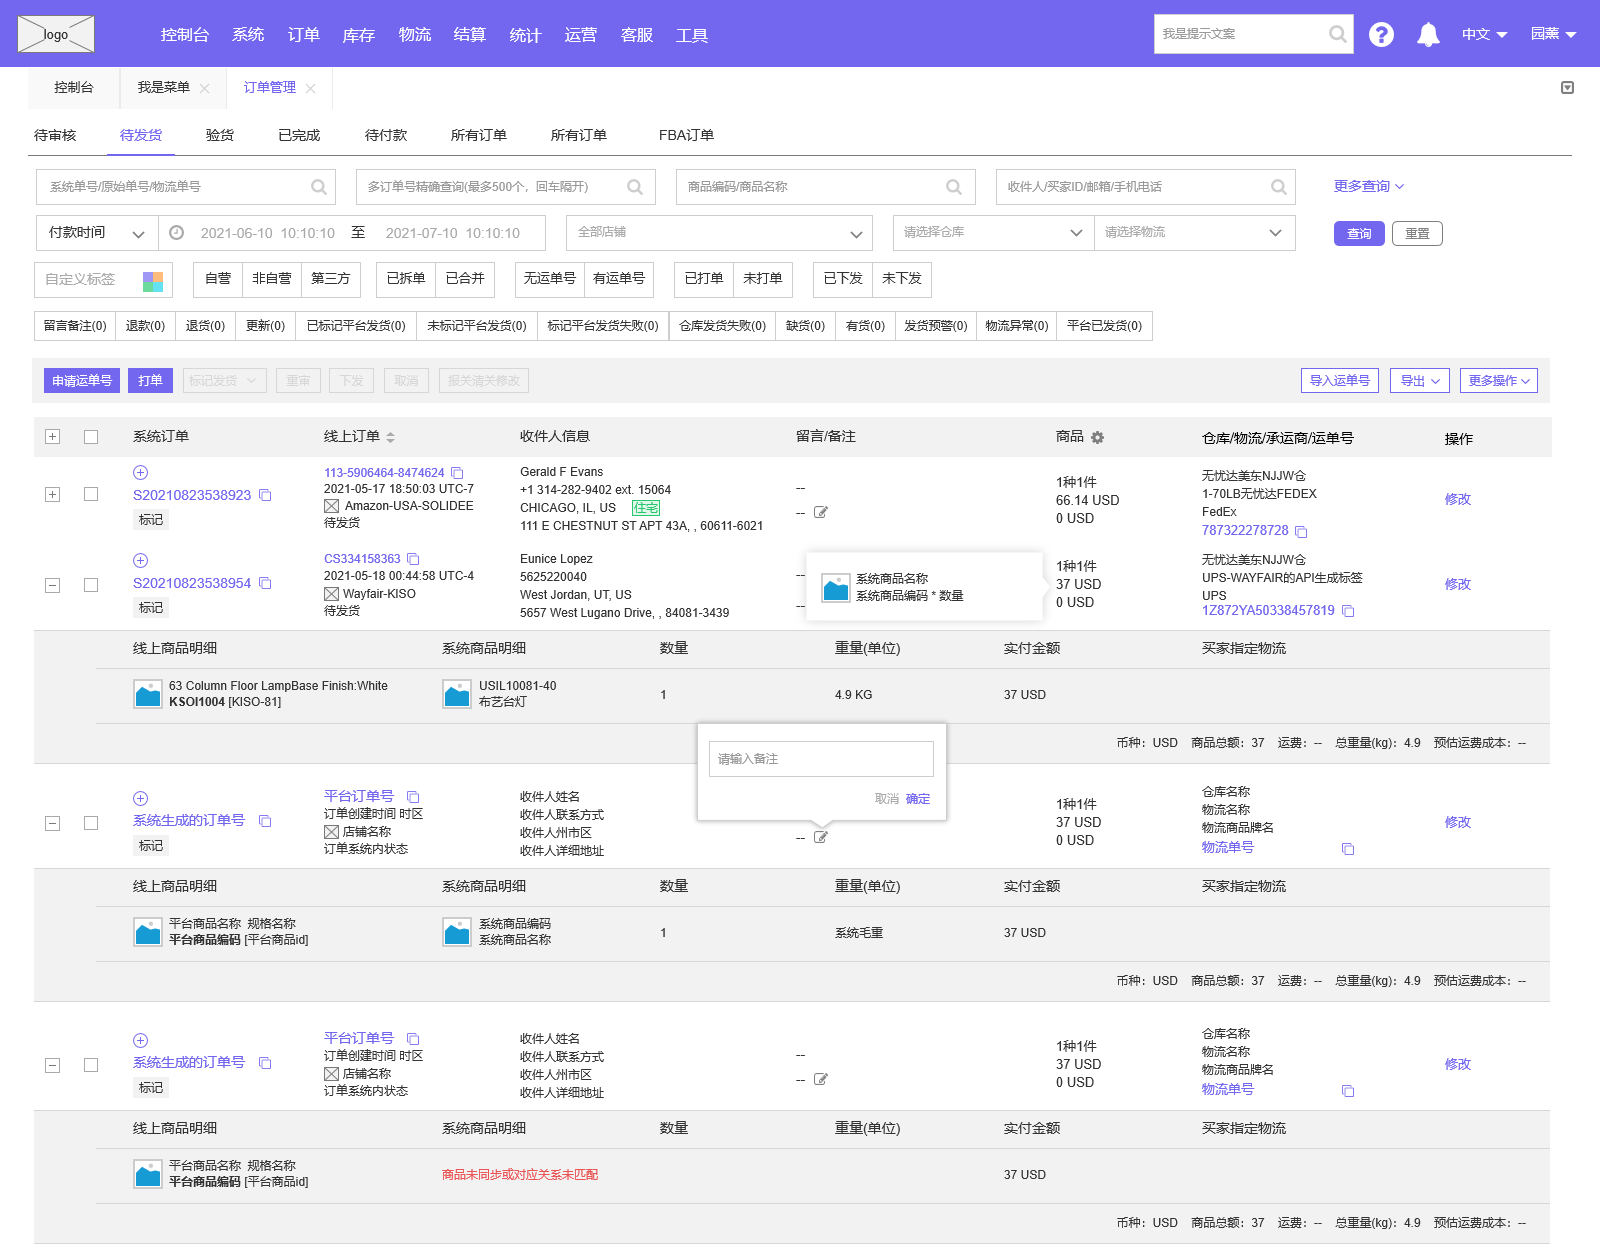 logo 控制台 系统 订单 库存 物流 结算 统计 运营 客服 工具 我是提示文案 ? 中文 园薰
控制台 我是菜单 订单管理
待审核 待发货 验货 已完成 待付款 所有订单 所有订单 FBA订单
系统单号/原始单号/物流单号 多订单号精确查询(最多500个，回车隔开) 商品编码/商品名称 收件人/买家ID/邮箱/手机电话 更多查询
付款时间 2021-06-10 10:10:10 至 2021-07-10 10:10:10 全部店铺 请选择仓库 请选择物流 查询 重置
自定义标签 自营 非自营 第三方 已拆单 已合并 无运单号 有运单号 已打单 未打单 已下发 未下发
留言备注(0) 退款(0) 退货(0) 更新(0) 已标记平台发货(0) 未标记平台发货(0) 标记平台发货失败(0) 仓库发货失败(0) 缺货(0) 有货(0) 发货预警(0) 物流异常(0) 平台已发货(0)
申请运单号 打单 标记发货 重审 下发 取消 报关清关修改 导入运单号 导出 更多操作
系统订单 线上订单 收件人信息 留言/备注 商品 仓库/物流/承运商/运单号 操作
S20210823538923
标记
113-5906464-8474624
2021-05-17 18:50:03 UTC-7
Amazon-USA-SOLIDEE
待发货
Gerald F Evans
+1 314-282-9402 ext. 15064
CHICAGO, IL, US 住宅
111 E CHESTNUT ST APT 43A, , 60611-6021
--
--
1种1件
66.14 USD
0 USD
无忧达美东NJJW仓
1-70LB无忧达FEDEX
FedEx
787322278728
修改
S20210823538954
标记
CS334158363
2021-05-18 00:44:58 UTC-4
Wayfair-KISO
待发货
Eunice Lopez
5625220040
West Jordan, UT, US
5657 West Lugano Drive, , 84081-3439
--
--
系统商品名称
系统商品编码 * 数量
1种1件
37 USD
0 USD
无忧达美东NJJW仓
UPS-WAYFAIR的API生成标签
UPS
1Z872YA50338457819
修改
线上商品明细 系统商品明细 数量 重量(单位) 实付金额 买家指定物流
63 Column Floor LampBase Finish:White
KSOI1004 [KISO-81]
USIL10081-40
布艺台灯
1 4.9 KG 37 USD
币种：USD 商品总额：37 运费：-- 总重量(kg)：4.9 预估运费成本：--
请输入备注
取消 确定
系统生成的订单号
标记
平台订单号
订单创建时间 时区
店铺名称
订单系统内状态
收件人姓名
收件人联系方式
收件人州市区
收件人详细地址
--
1种1件
37 USD
0 USD
仓库名称
物流名称
物流商品牌名
物流单号
修改
线上商品明细 系统商品明细 数量 重量(单位) 实付金额 买家指定物流
平台商品名称 规格名称
平台商品编码 [平台商品id]
系统商品编码
系统商品名称
1 系统毛重 37 USD
币种：USD 商品总额：37 运费：-- 总重量(kg)：4.9 预估运费成本：--
系统生成的订单号
标记
平台订单号
订单创建时间 时区
店铺名称
订单系统内状态
收件人姓名
收件人联系方式
收件人州市区
收件人详细地址
--
--
1种1件
37 USD
0 USD
仓库名称
物流名称
物流商品牌名
物流单号
修改
线上商品明细 系统商品明细 数量 重量(单位) 实付金额 买家指定物流
平台商品名称 规格名称
平台商品编码 [平台商品id]
商品未同步或对应关系未匹配 37 USD
币种：USD 商品总额：37 运费：-- 总重量(kg)：4.9 预估运费成本：--